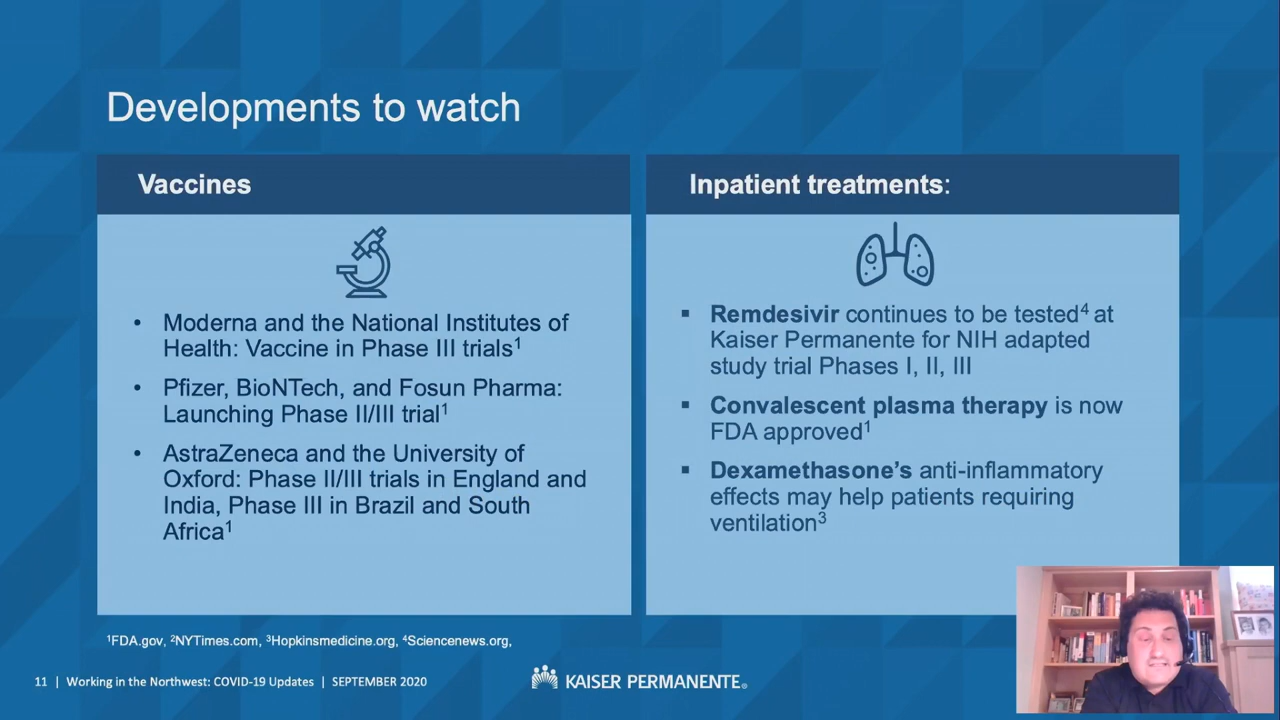 Developments to watch
Vaccines
• Moderna and the National Institutes of
Health: Vaccine in Phase III trials¹
• Pfizer, BioNTech, and Fosun Pharma:
Launching Phase II/III trial¹
• AstraZeneca and the University of
Oxford: Phase II/III trials in England and
India, Phase III in Brazil and South
Africa¹
Inpatient treatments:
▪ Remdesivir continues to be tested⁴ at
Kaiser Permanente for NIH adapted
study trial Phases I, II, III
▪ Convalescent plasma therapy is now
FDA approved¹
▪ Dexamethasone’s anti-inflammatory
effects may help patients requiring
ventilation³
¹FDA.gov, ²NYTimes.com, ³Hopkinsmedicine.org, ⁴Sciencenews.org,
11 | Working in the Northwest: COVID-19 Updates | SEPTEMBER 2020
KAISER PERMANENTE®